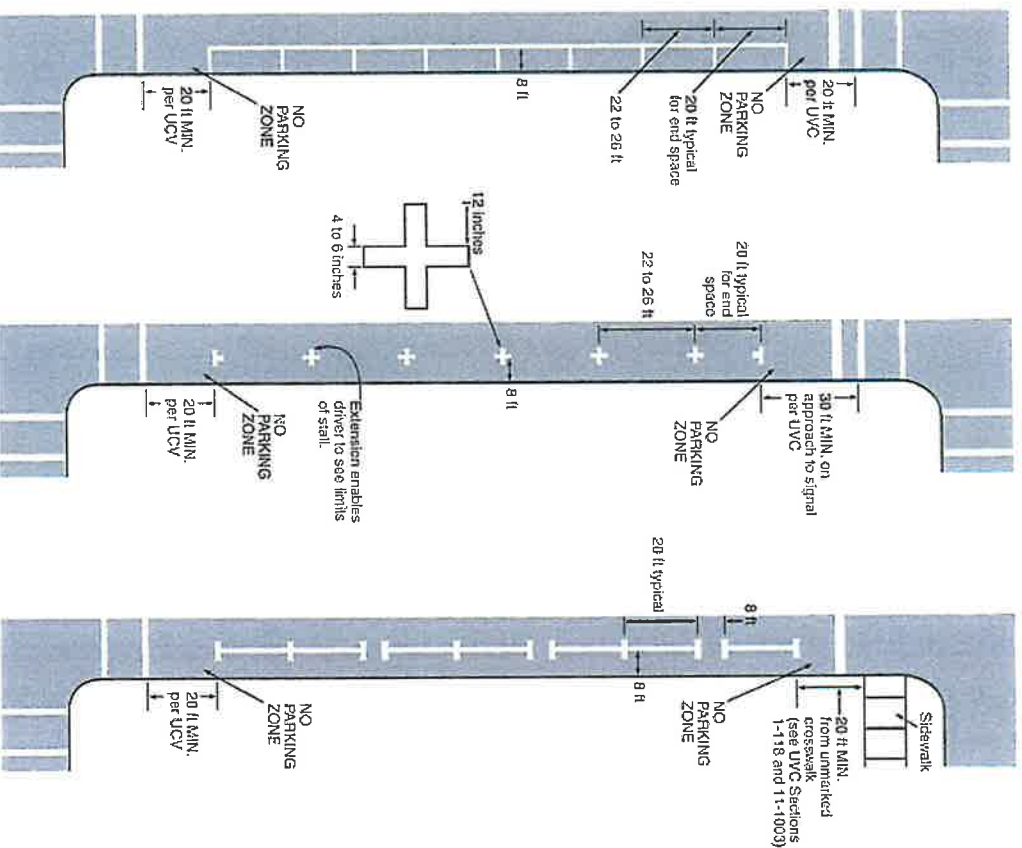 Sidewalk
20 ft MIN.
from unmarked
crosswalk
(see UVC Sections
1-118 and 11-1003)
NO
PARKING
ZONE
8 ft
8 ft
20 ft typical
NO
PARKING
ZONE
20 ft MIN.
per UCV
30 ft MIN. on
approach to signal
per UVC
NO
PARKING
ZONE
20 ft typical
for end
space
22 to 26 ft
8 ft
12 inches
4 to 6 inches
Extension enables
driver to see limits
of stall.
NO
PARKING
ZONE
20 ft MIN.
per UCV
20 ft MIN.
per UVC
NO
PARKING
ZONE
20 ft typical
for end space
22 to 26 ft
8 ft
NO
PARKING
ZONE
20 ft MIN.
per UCV